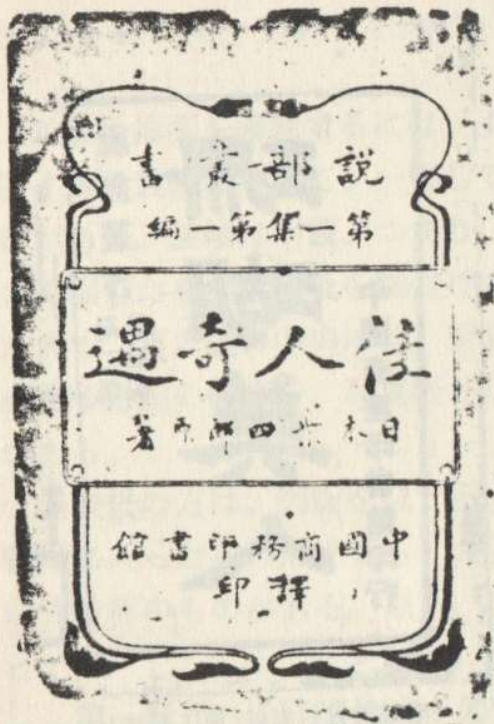 說部叢書
第一集第一編
佳人奇遇
日本柴四郎著
中國商務印書館
譯印